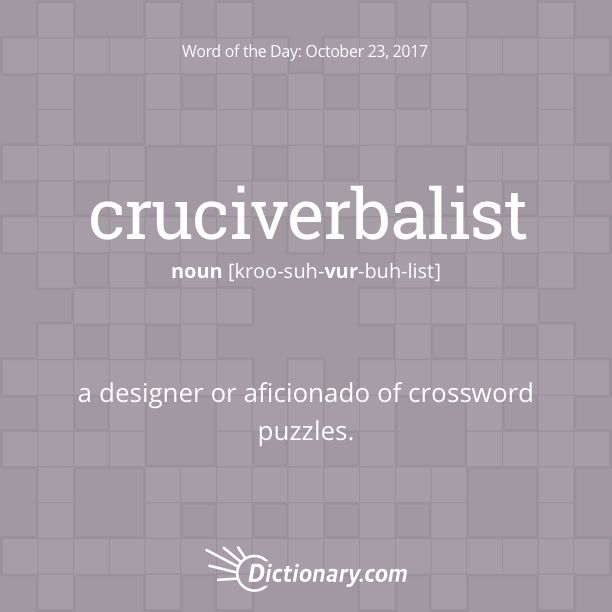 Word of the Day: October 23, 2017
cruciverbalist
noun [kroo-suh-vur-buh-list]
a designer or aficionado of crossword
puzzles.
Dictionary.com